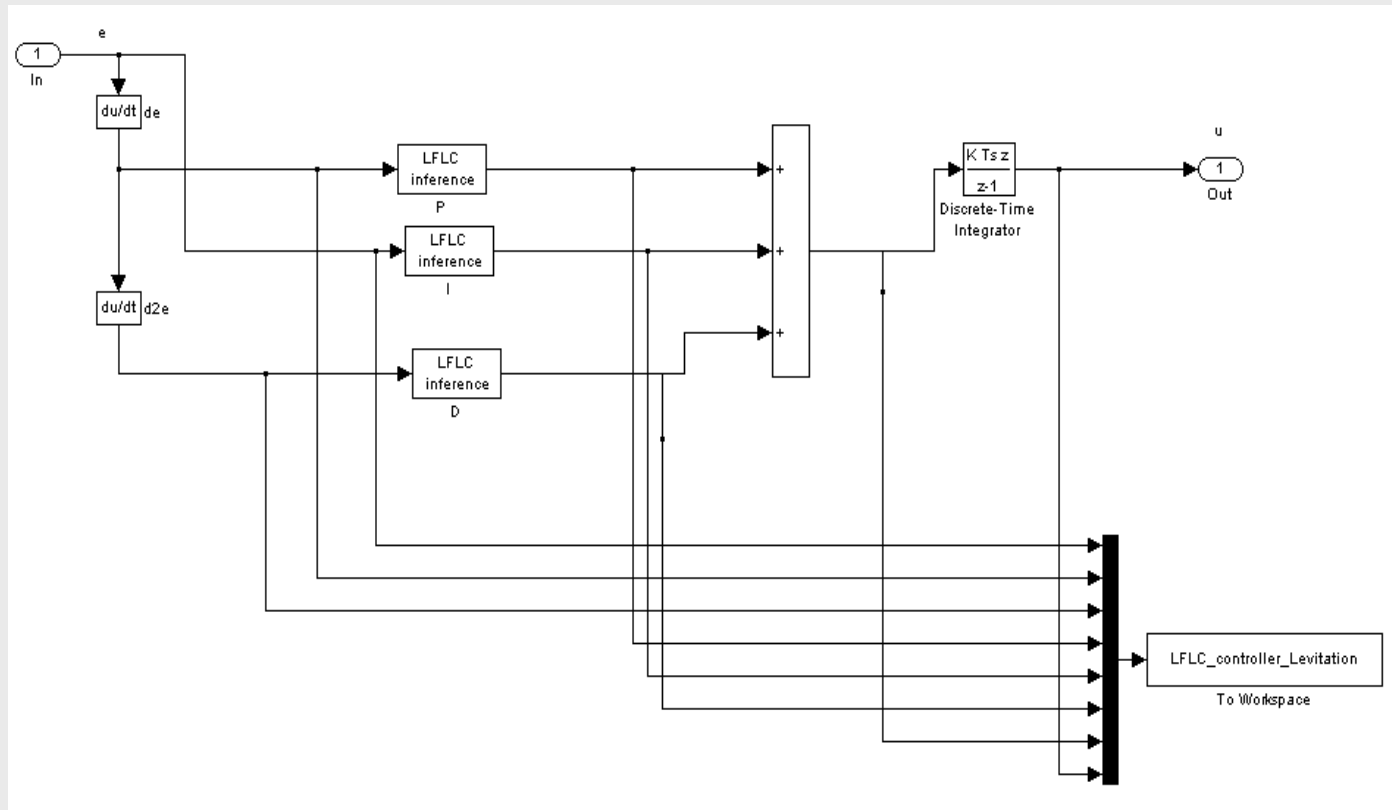 e
1
In
du/dt
de
LFLC
inference
P
LFLC
inference
I
du/dt
d2e
LFLC
inference
D
+
+
+
K Ts z
z-1
Discrete-Time
Integrator
u
1
Out
LFLC_controller_Levitation
To Workspace